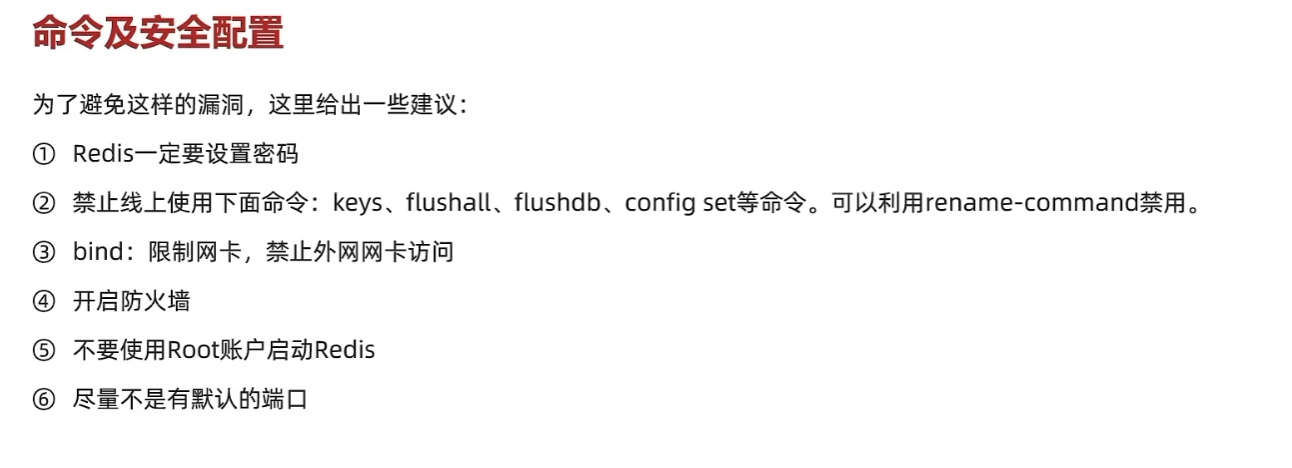 命令及安全配置
为了避免这样的漏洞，这里给出一些建议：
① Redis一定要设置密码
② 禁止线上使用下面命令：keys、flushall、flushdb、config set等命令。可以利用rename-command禁用。
③ bind：限制网卡，禁止外网网卡访问
④ 开启防火墙
⑤ 不要使用Root账户启动Redis
⑥ 尽量不是有默认的端口